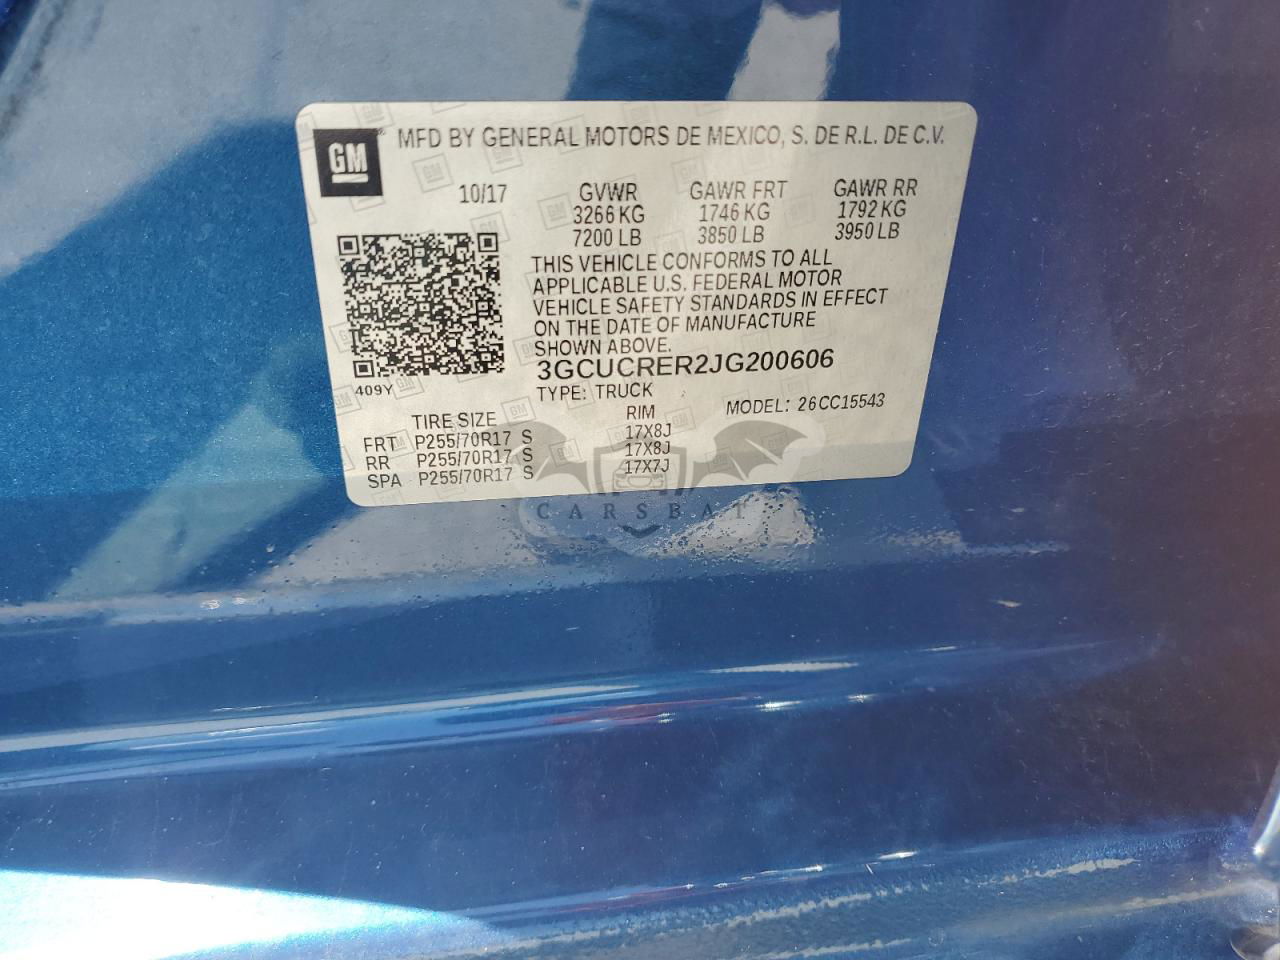 GM
MFD BY GENERAL MOTORS DE MEXICO, S. DE R.L. DE C.V.
10/17 GVWR GAWR FRT GAWR RR
3266 KG 1746 KG 1792 KG
7200 LB 3850 LB 3950 LB
THIS VEHICLE CONFORMS TO ALL
APPLICABLE U.S. FEDERAL MOTOR
VEHICLE SAFETY STANDARDS IN EFFECT
ON THE DATE OF MANUFACTURE
SHOWN ABOVE.
3GCUCRER2JG200606
409Y
TYPE: TRUCK
MODEL: 26CC15543
TIRE SIZE RIM
FRT P255/70R17 S 17X8J
RR P255/70R17 S 17X8J
SPA P255/70R17 S 17X7J
CARSBAT